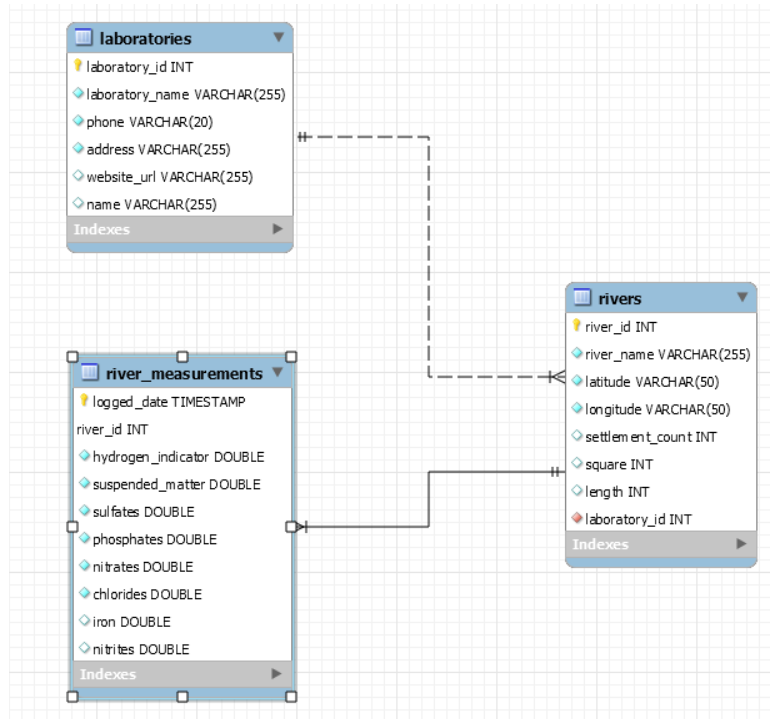 laboratories
laboratory_id INT
laboratory_name VARCHAR(255)
phone VARCHAR(20)
address VARCHAR(255)
website_url VARCHAR(255)
name VARCHAR(255)
Indexes
rivers
river_id INT
river_name VARCHAR(255)
latitude VARCHAR(50)
longitude VARCHAR(50)
settlement_count INT
square INT
length INT
laboratory_id INT
Indexes
river_measurements
logged_date TIMESTAMP
river_id INT
hydrogen_indicator DOUBLE
suspended_matter DOUBLE
sulfates DOUBLE
phosphates DOUBLE
nitrates DOUBLE
chlorides DOUBLE
iron DOUBLE
nitrites DOUBLE
Indexes